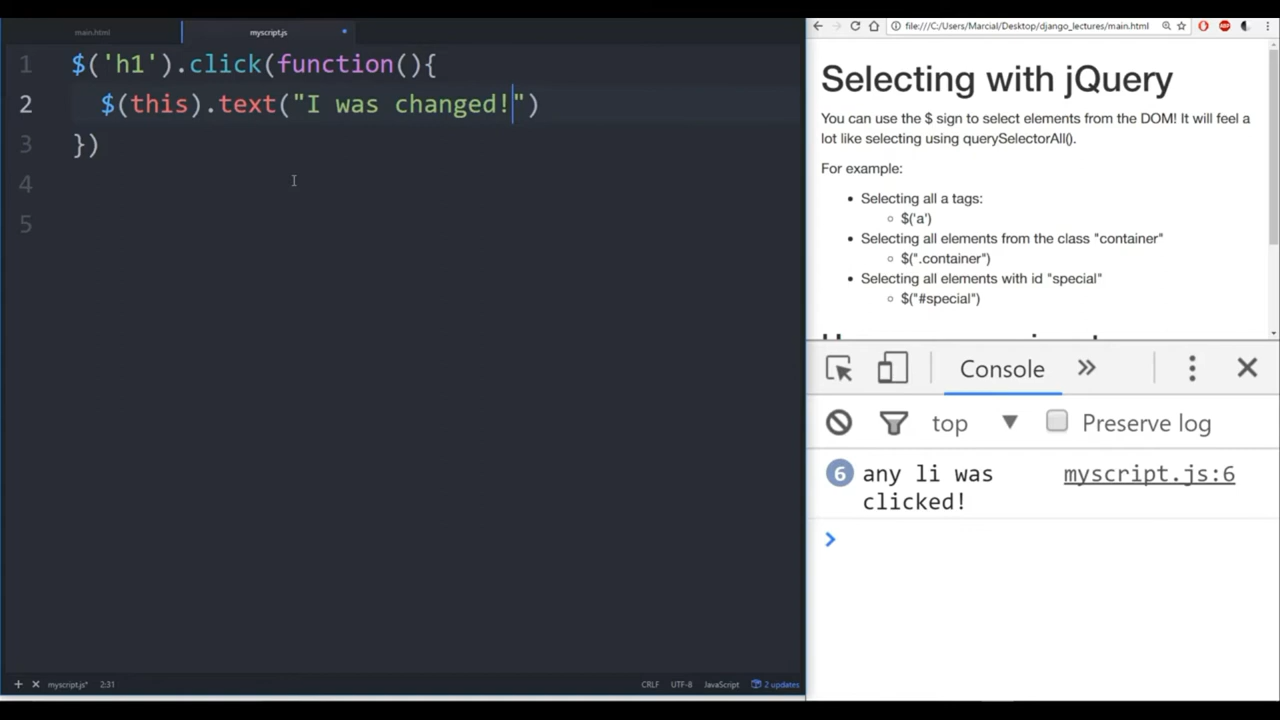 main.html
myscript.js
1 $('h1').click(function(){
2 $(this).text("I was changed!")
3 })
4
5
myscript.js* 2:31 CRLF UTF-8 JavaScript 2 updates
file:///C:/Users/Marcial/Desktop/django_lectures/main.html
Selecting with jQuery
You can use the $ sign to select elements from the DOM! It will feel a
lot like selecting using querySelectorAll().
For example:
Selecting all a tags:
$('a')
Selecting all elements from the class "container"
$(".container")
Selecting all elements with id "special"
$("#special")
Console
top Preserve log
6 any li was myscript.js:6
clicked!